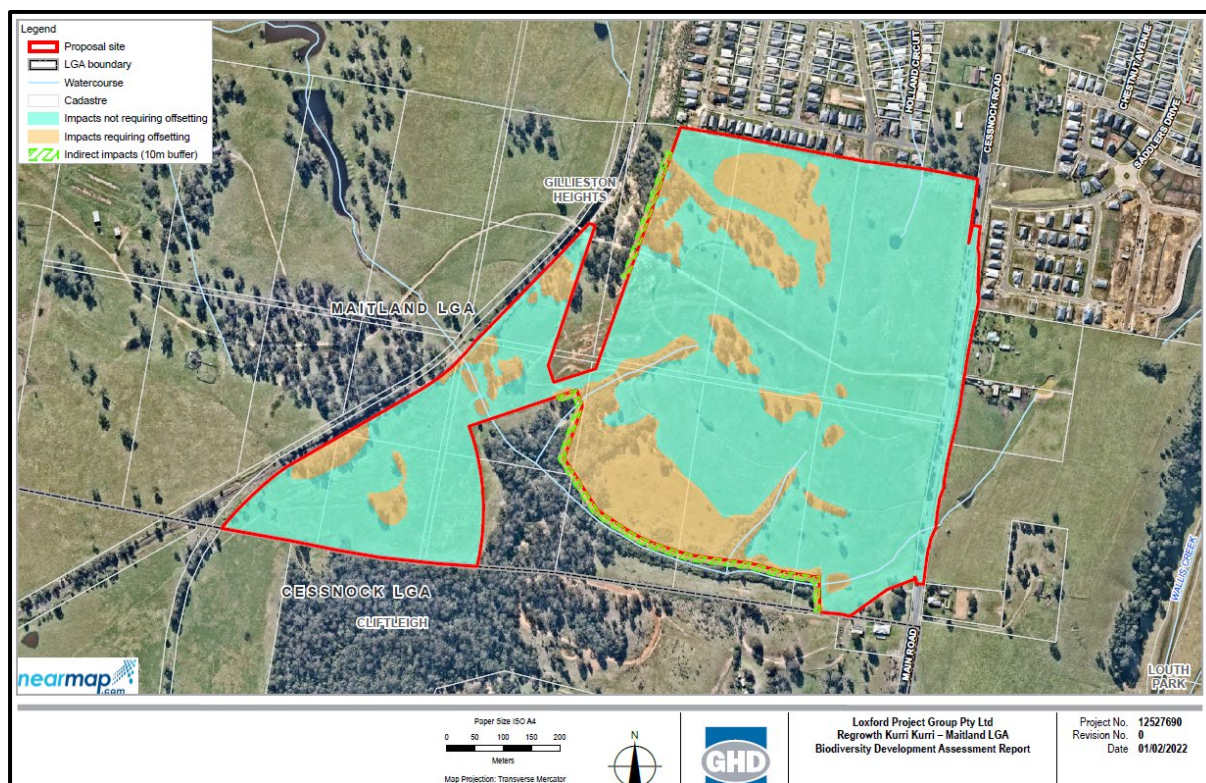 Legend
Proposal site
LGA boundary
Watercourse
Cadastre
Impacts not requiring offsetting
Impacts requiring offsetting
Indirect impacts (10m buffer)
HOLLAND CIRCUIT
CESSNOCK ROAD
CHESTNUT AVENUE
SADDLERS DRIVE
GILLIESTON
HEIGHTS
MAITLAND LGA
CESSNOCK LGA
CLIFTLEIGH
WALLIS CREEK
MAIN ROAD
LOUTH
PARK
nearmap
.com
Paper Size ISO A4
0 50 100 150 200
Meters
Map Projection: Transverse Mercator
N
GHD
Loxford Project Group Pty Ltd
Regrowth Kurri Kurri – Maitland LGA
Biodiversity Development Assessment Report
Project No. 12527690
Revision No. 0
Date 01/02/2022